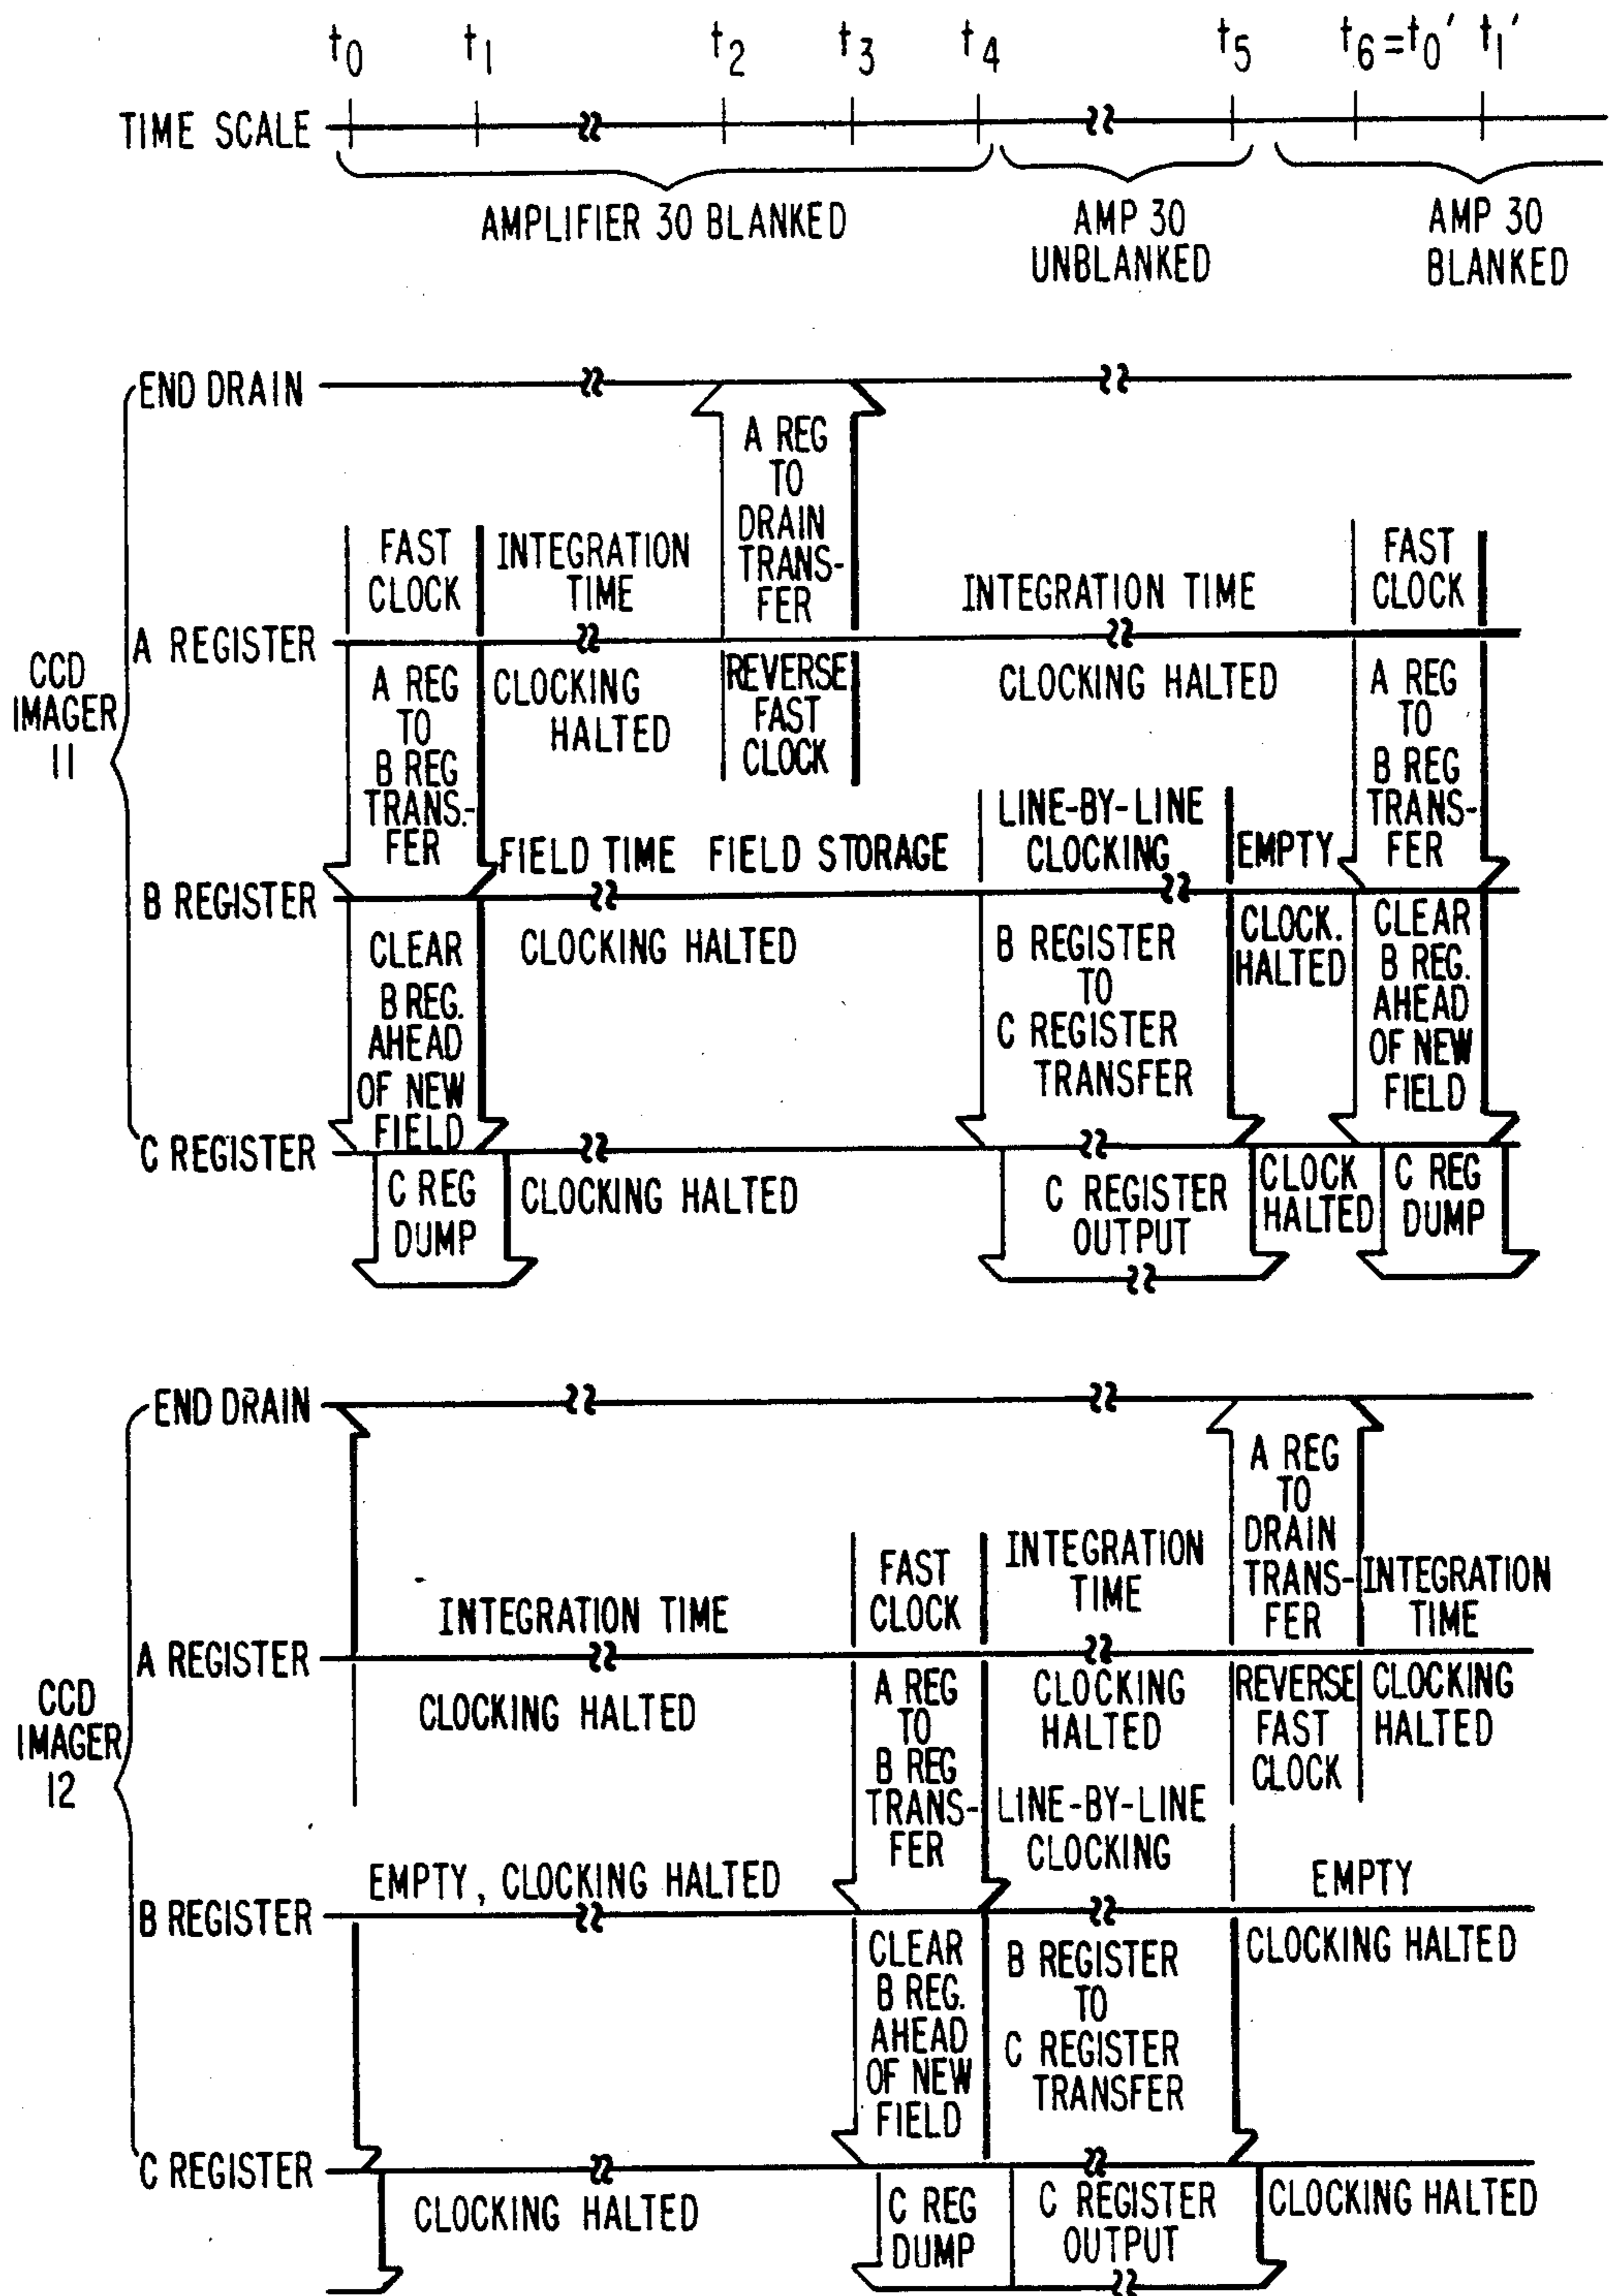 t0 t1 t2 t3 t4 t5 t6=t0' t1'
TIME SCALE
AMPLIFIER 30 BLANKED
AMP 30
UNBLANKED
AMP 30
BLANKED
CCD
IMAGER
11
END DRAIN
A REG
TO
DRAIN
TRANS-
FER
FAST
CLOCK
INTEGRATION
TIME
INTEGRATION TIME
FAST
CLOCK
A REGISTER
A REG
TO
B REG
TRANS.-
FER
CLOCKING
HALTED
REVERSE
FAST
CLOCK
CLOCKING HALTED
A REG
TO
B REG
TRANS-
FER
FIELD TIME FIELD STORAGE
LINE-BY-LINE
CLOCKING
EMPTY
B REGISTER
CLEAR
B REG.
AHEAD
OF NEW
FIELD
CLOCKING HALTED
B REGISTER
TO
C REGISTER
TRANSFER
CLOCK.
HALTED
CLEAR
B REG.
AHEAD
OF NEW
FIELD
C REGISTER
C REG
DUMP
CLOCKING HALTED
C REGISTER
OUTPUT
CLOCK
HALTED
C REG
DUMP
CCD
IMAGER
12
END DRAIN
A REG
TO
DRAIN
TRANS-
FER
INTEGRATION TIME
FAST
CLOCK
INTEGRATION
TIME
INTEGRATION
TIME
A REGISTER
CLOCKING HALTED
A REG
TO
B REG
TRANS-
FER
CLOCKING
HALTED
REVERSE
FAST
CLOCK
CLOCKING
HALTED
LINE-BY-LINE
CLOCKING
EMPTY, CLOCKING HALTED
EMPTY
B REGISTER
CLEAR
B REG.
AHEAD
OF NEW
FIELD
B REGISTER
TO
C REGISTER
TRANSFER
CLOCKING HALTED
C REGISTER
CLOCKING HALTED
C REG
DUMP
C REGISTER
OUTPUT
CLOCKING HALTED